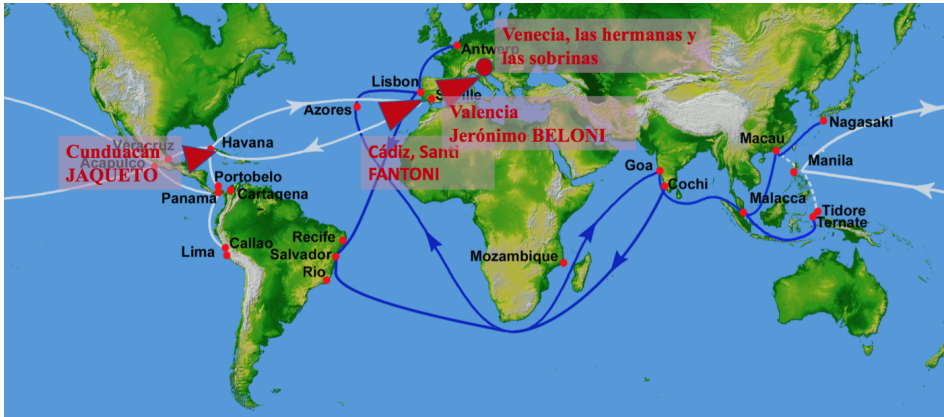 Venecia, las hermanas y
las sobrinas
Antwerp
Lisbon
Seville
Azores
Valencia
Jerónimo BELONI
Nagasaki
Veracruz
Havana
Cunduacán
JAQUETO
Acapulco
Cádiz, Santi
FANTONI
Macau
Manila
Goa
Cochi
Portobelo
Panama
Cartagena
Malacca
Tidore
Ternate
Recife
Callao
Lima
Salvador
Mozambique
Rio